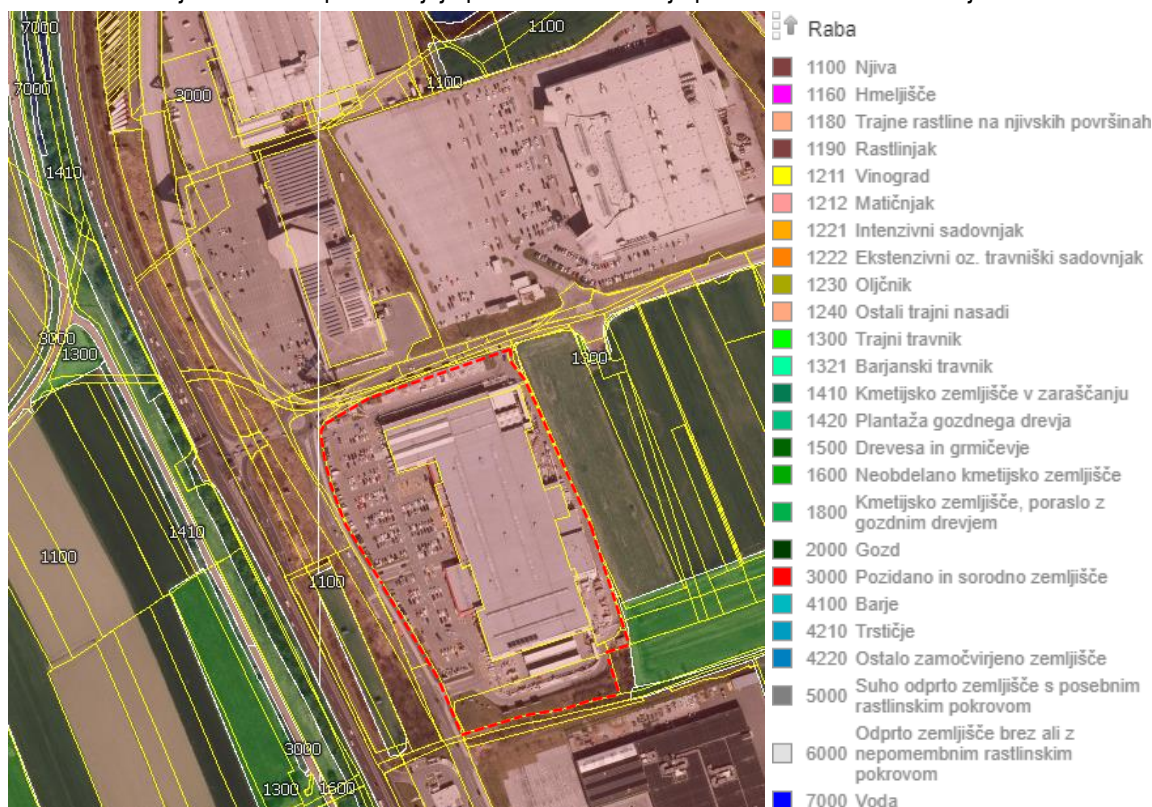 Raba
1100 Njiva
1160 Hmeljišče
1180 Trajne rastline na njivskih površinah
1190 Rastlinjak
1211 Vinograd
1212 Matičnjak
1221 Intenzivni sadovnjak
1222 Ekstenzivni oz. travniški sadovnjak
1230 Oljčnik
1240 Ostali trajni nasadi
1300 Trajni travnik
1321 Barjanski travnik
1410 Kmetijsko zemljišče v zaraščanju
1420 Plantaža gozdnega drevja
1500 Drevesa in grmičevje
1600 Neobdelano kmetijsko zemljišče
1800 Kmetijsko zemljišče, poraslo z
gozdnim drevjem
2000 Gozd
3000 Pozidano in sorodno zemljišče
4100 Barje
4210 Trstičje
4220 Ostalo zamočvirjeno zemljišče
5000 Suho odprto zemljišče s posebnim
rastlinskim pokrovom
6000 Odprto zemljišče brez ali z
nepomembnim rastlinskim
pokrovom
7000 Voda
7000
1100
7000
3000
1100
1410
8000
1300
1300
1410
1100
1100
3000
1300
1600